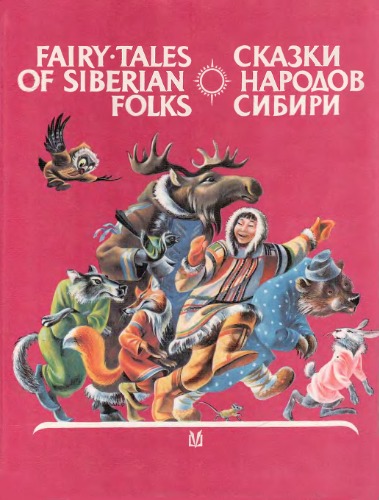 FAIRY·TALES
OF SIBERIAN
FOLKS
СКАЗКИ
НАРОДОВ
СИБИРИ